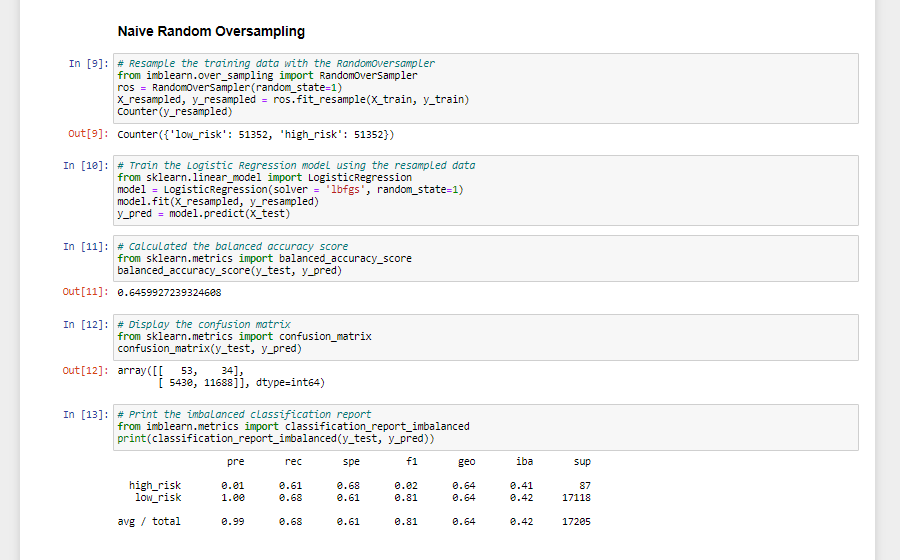 Naive Random Oversampling
In [9]: # Resample the training data with the RandomOversampler
from imblearn.over_sampling import RandomOverSampler
ros = RandomOverSampler(random_state=1)
X_resampled, y_resampled = ros.fit_resample(X_train, y_train)
Counter(y_resampled)
Out[9]: Counter({'low_risk': 51352, 'high_risk': 51352})
In [10]: # Train the Logistic Regression model using the resampled data
from sklearn.linear_model import LogisticRegression
model = LogisticRegression(solver = 'lbfgs', random_state=1)
model.fit(X_resampled, y_resampled)
y_pred = model.predict(X_test)
In [11]: # Calculated the balanced accuracy score
from sklearn.metrics import balanced_accuracy_score
balanced_accuracy_score(y_test, y_pred)
Out[11]: 0.6459927239324608
In [12]: # Display the confusion matrix
from sklearn.metrics import confusion_matrix
confusion_matrix(y_test, y_pred)
Out[12]: array([[   53,    34],
[ 5430, 11688]], dtype=int64)
In [13]: # Print the imbalanced classification report
from imblearn.metrics import classification_report_imbalanced
print(classification_report_imbalanced(y_test, y_pred))
pre rec spe f1 geo iba sup
high_risk 0.01 0.61 0.68 0.02 0.64 0.41 87
low_risk 1.00 0.68 0.61 0.81 0.64 0.42 17118
avg / total 0.99 0.68 0.61 0.81 0.64 0.42 17205